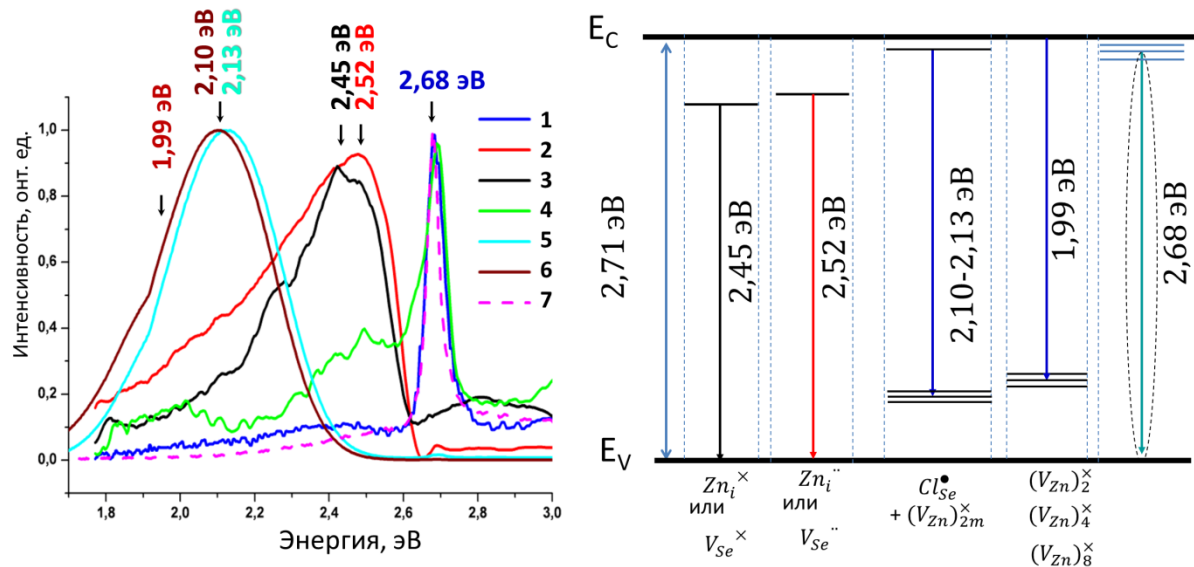 1,99 эВ
2,10 эВ
2,13 эВ
2,45 эВ
2,52 эВ
2,68 эВ
1
2
3
4
5
6
7
Интенсивность, онт. ед.
1,0
0,8
0,6
0,4
0,2
0,0
1,8
2,0
2,2
2,4
2,6
2,8
3,0
Энергия, эВ
E_C
E_V
2,71 эВ
2,45 эВ
2,52 эВ
2,10-2,13 эВ
1,99 эВ
2,68 эВ
Zn_i^×
или
V_Se^×
Zn_i^¨
или
V_Se^¨
Cl_Se^●
+ (V_Zn)_2m^×
(V_Zn)_2^×
(V_Zn)_4^×
(V_Zn)_8^×